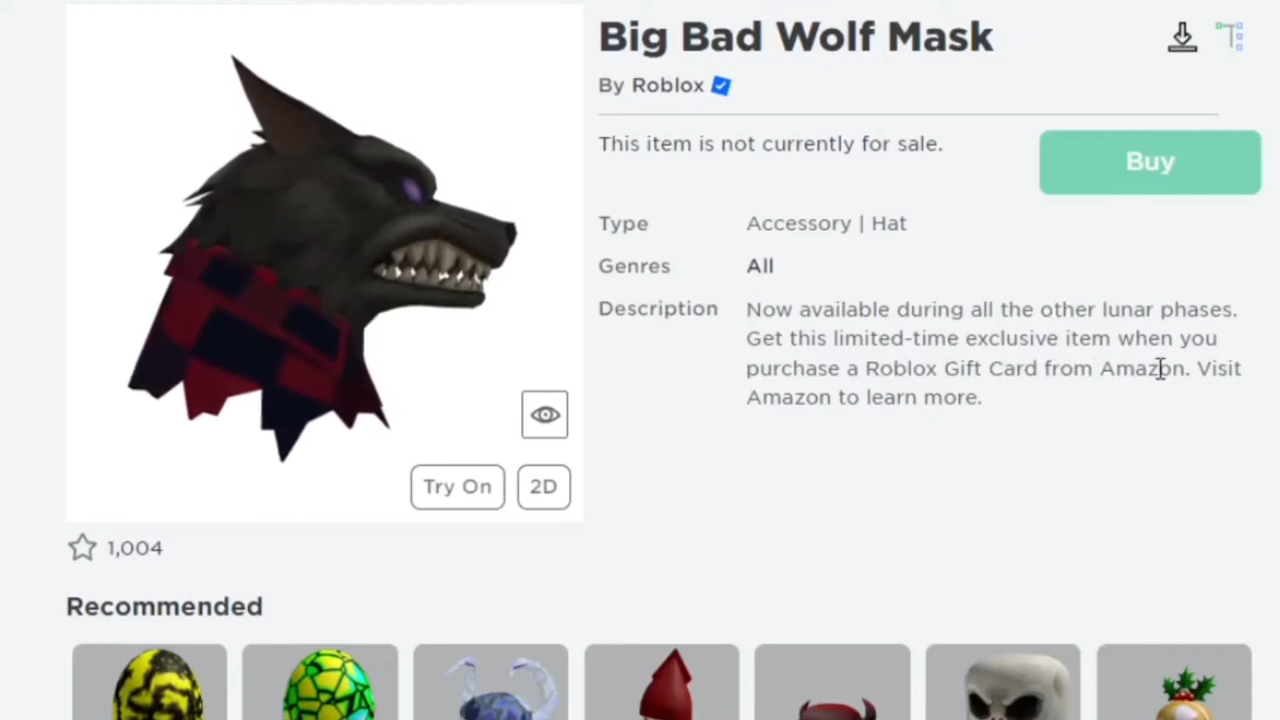 Big Bad Wolf Mask
By Roblox
This item is not currently for sale.
Buy
Type
Accessory | Hat
Genres
All
Description
Now available during all the other lunar phases.
Get this limited-time exclusive item when you
purchase a Roblox Gift Card from Amazon. Visit
Amazon to learn more.
Try On
2D
1,004
Recommended